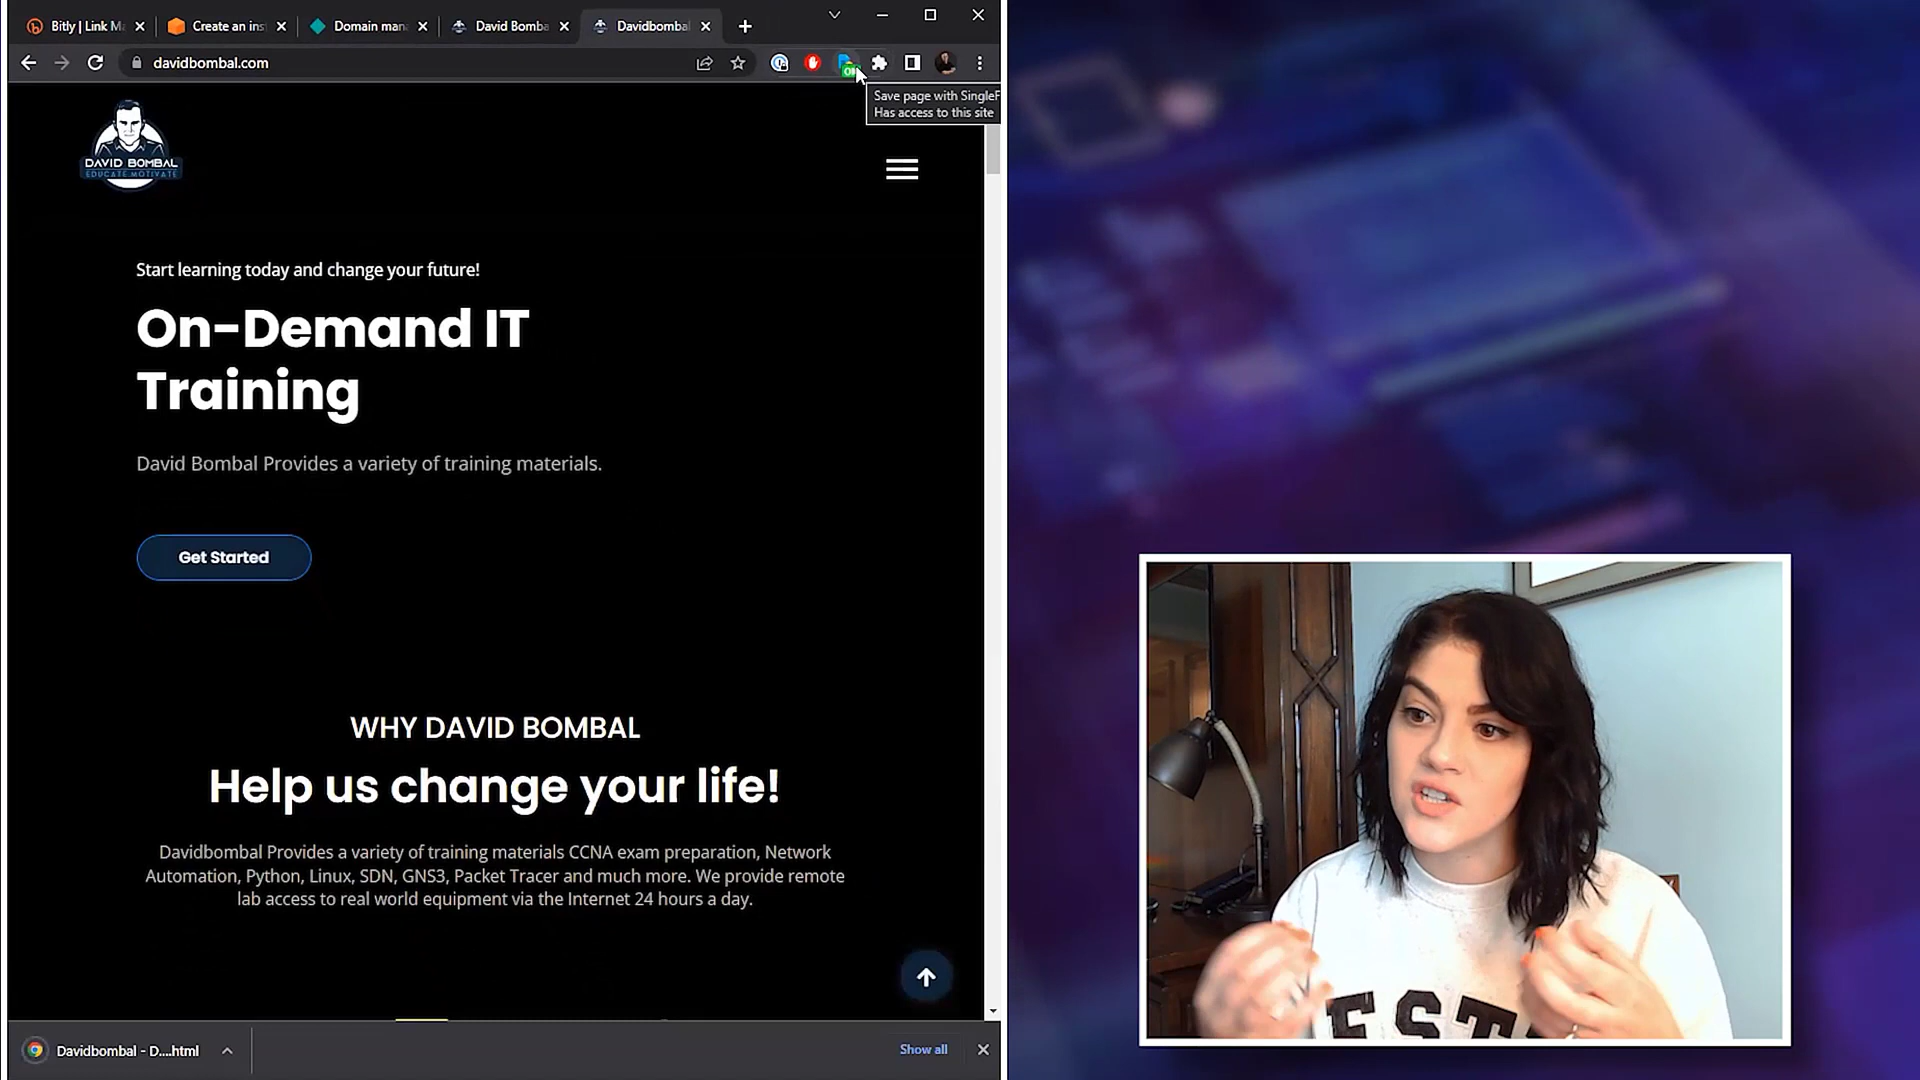 Bitly | Link Ma
Create an ins
Domain mana
David Bomba
Davidbombal
davidbombal.com
Save page with SingleF
Has access to this site
DAVID BOMBAL
EDUCATE.MOTIVATE
Start learning today and change your future!
On-Demand IT
Training
David Bombal Provides a variety of training materials.
Get Started
WHY DAVID BOMBAL
Help us change your life!
Davidbombal Provides a variety of training materials CCNA exam preparation, Network
Automation, Python, Linux, SDN, GNS3, Packet Tracer and much more. We provide remote
lab access to real world equipment via the Internet 24 hours a day.
Davidbombal - D....html
Show all